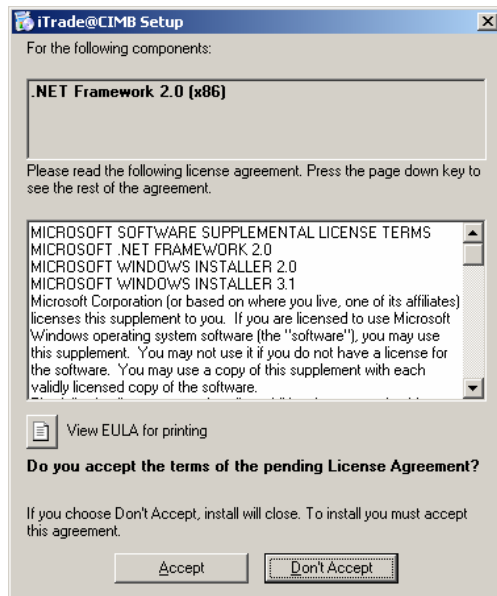 iTrade@CIMB Setup
For the following components:
.NET Framework 2.0 (x86)
Please read the following license agreement. Press the page down key to
see the rest of the agreement.
MICROSOFT SOFTWARE SUPPLEMENTAL LICENSE TERMS
MICROSOFT .NET FRAMEWORK 2.0
MICROSOFT WINDOWS INSTALLER 2.0
MICROSOFT WINDOWS INSTALLER 3.1
Microsoft Corporation (or based on where you live, one of its affiliates)
licenses this supplement to you.  If you are licensed to use Microsoft
Windows operating system software (the "software"), you may use
this supplement.  You may not use it if you do not have a license for
the software.  You may use a copy of this supplement with each
validly licensed copy of the software.
View EULA for printing
Do you accept the terms of the pending License Agreement?
If you choose Don't Accept, install will close. To install you must accept
this agreement.
Accept
Don't Accept